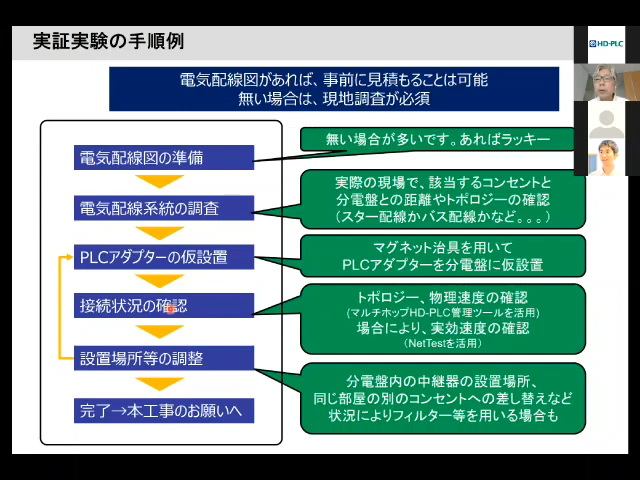 実証実験の手順例
HD-PLC
電気配線図があれば、事前に見積もることは可能
無い場合は、現地調査が必須
電気配線図の準備
無い場合が多いです。あればラッキー
電気配線系統の調査
実際の現場で、該当するコンセントと
分電盤との距離やトポロジーの確認
(スター配線かバス配線かなど。。。)
PLCアダプターの仮設置
マグネット治具を用いて
PLCアダプターを分電盤に仮設置
接続状況の確認
トポロジー、物理速度の確認
(マルチホップHD-PLC管理ツールを活用)
場合により、実効速度の確認
(NetTestを活用)
設置場所等の調整
分電盤内の中継器の設置場所、
同じ部屋の別のコンセントへの差し替えなど
状況によりフィルター等を用いる場合も
完了→本工事のお願いへ